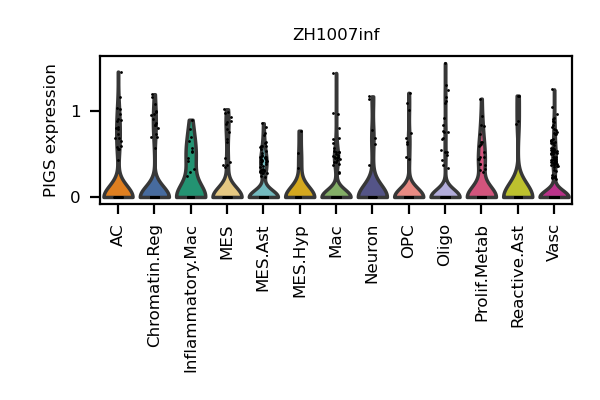 ZH1007inf
PIGS expression
1
0
AC
Chromatin.Reg
Inflammatory.Mac
MES
MES.Ast
MES.Hyp
Mac
Neuron
OPC
Oligo
Prolif.Metab
Reactive.Ast
Vasc